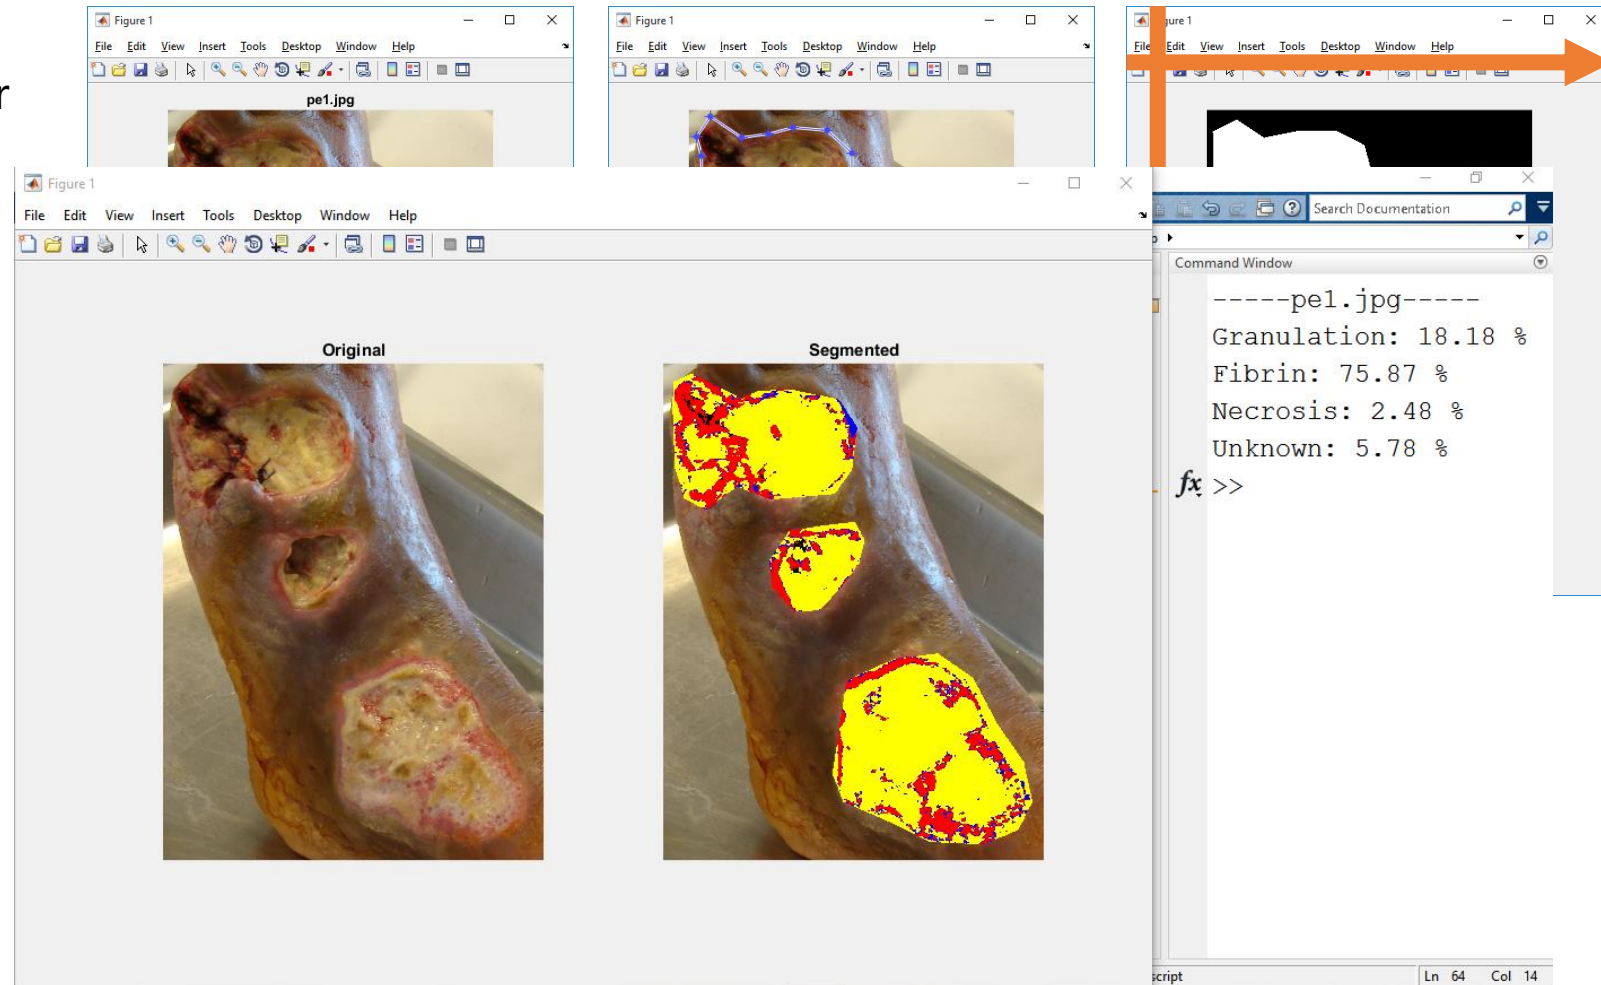 Figure 1
File Edit View Insert Tools Desktop Window Help
pe1.jpg
Figure 1
File Edit View Insert Tools Desktop Window Help
gure 1
File Edit View Insert Tools Desktop Window Help
r
Figure 1
File Edit View Insert Tools Desktop Window Help
Original
Segmented
Search Documentation
Command Window
-----pe1.jpg-----
Granulation: 18.18 %
Fibrin: 75.87 %
Necrosis: 2.48 %
Unknown: 5.78 %
fx >>
script
Ln 64 Col 14